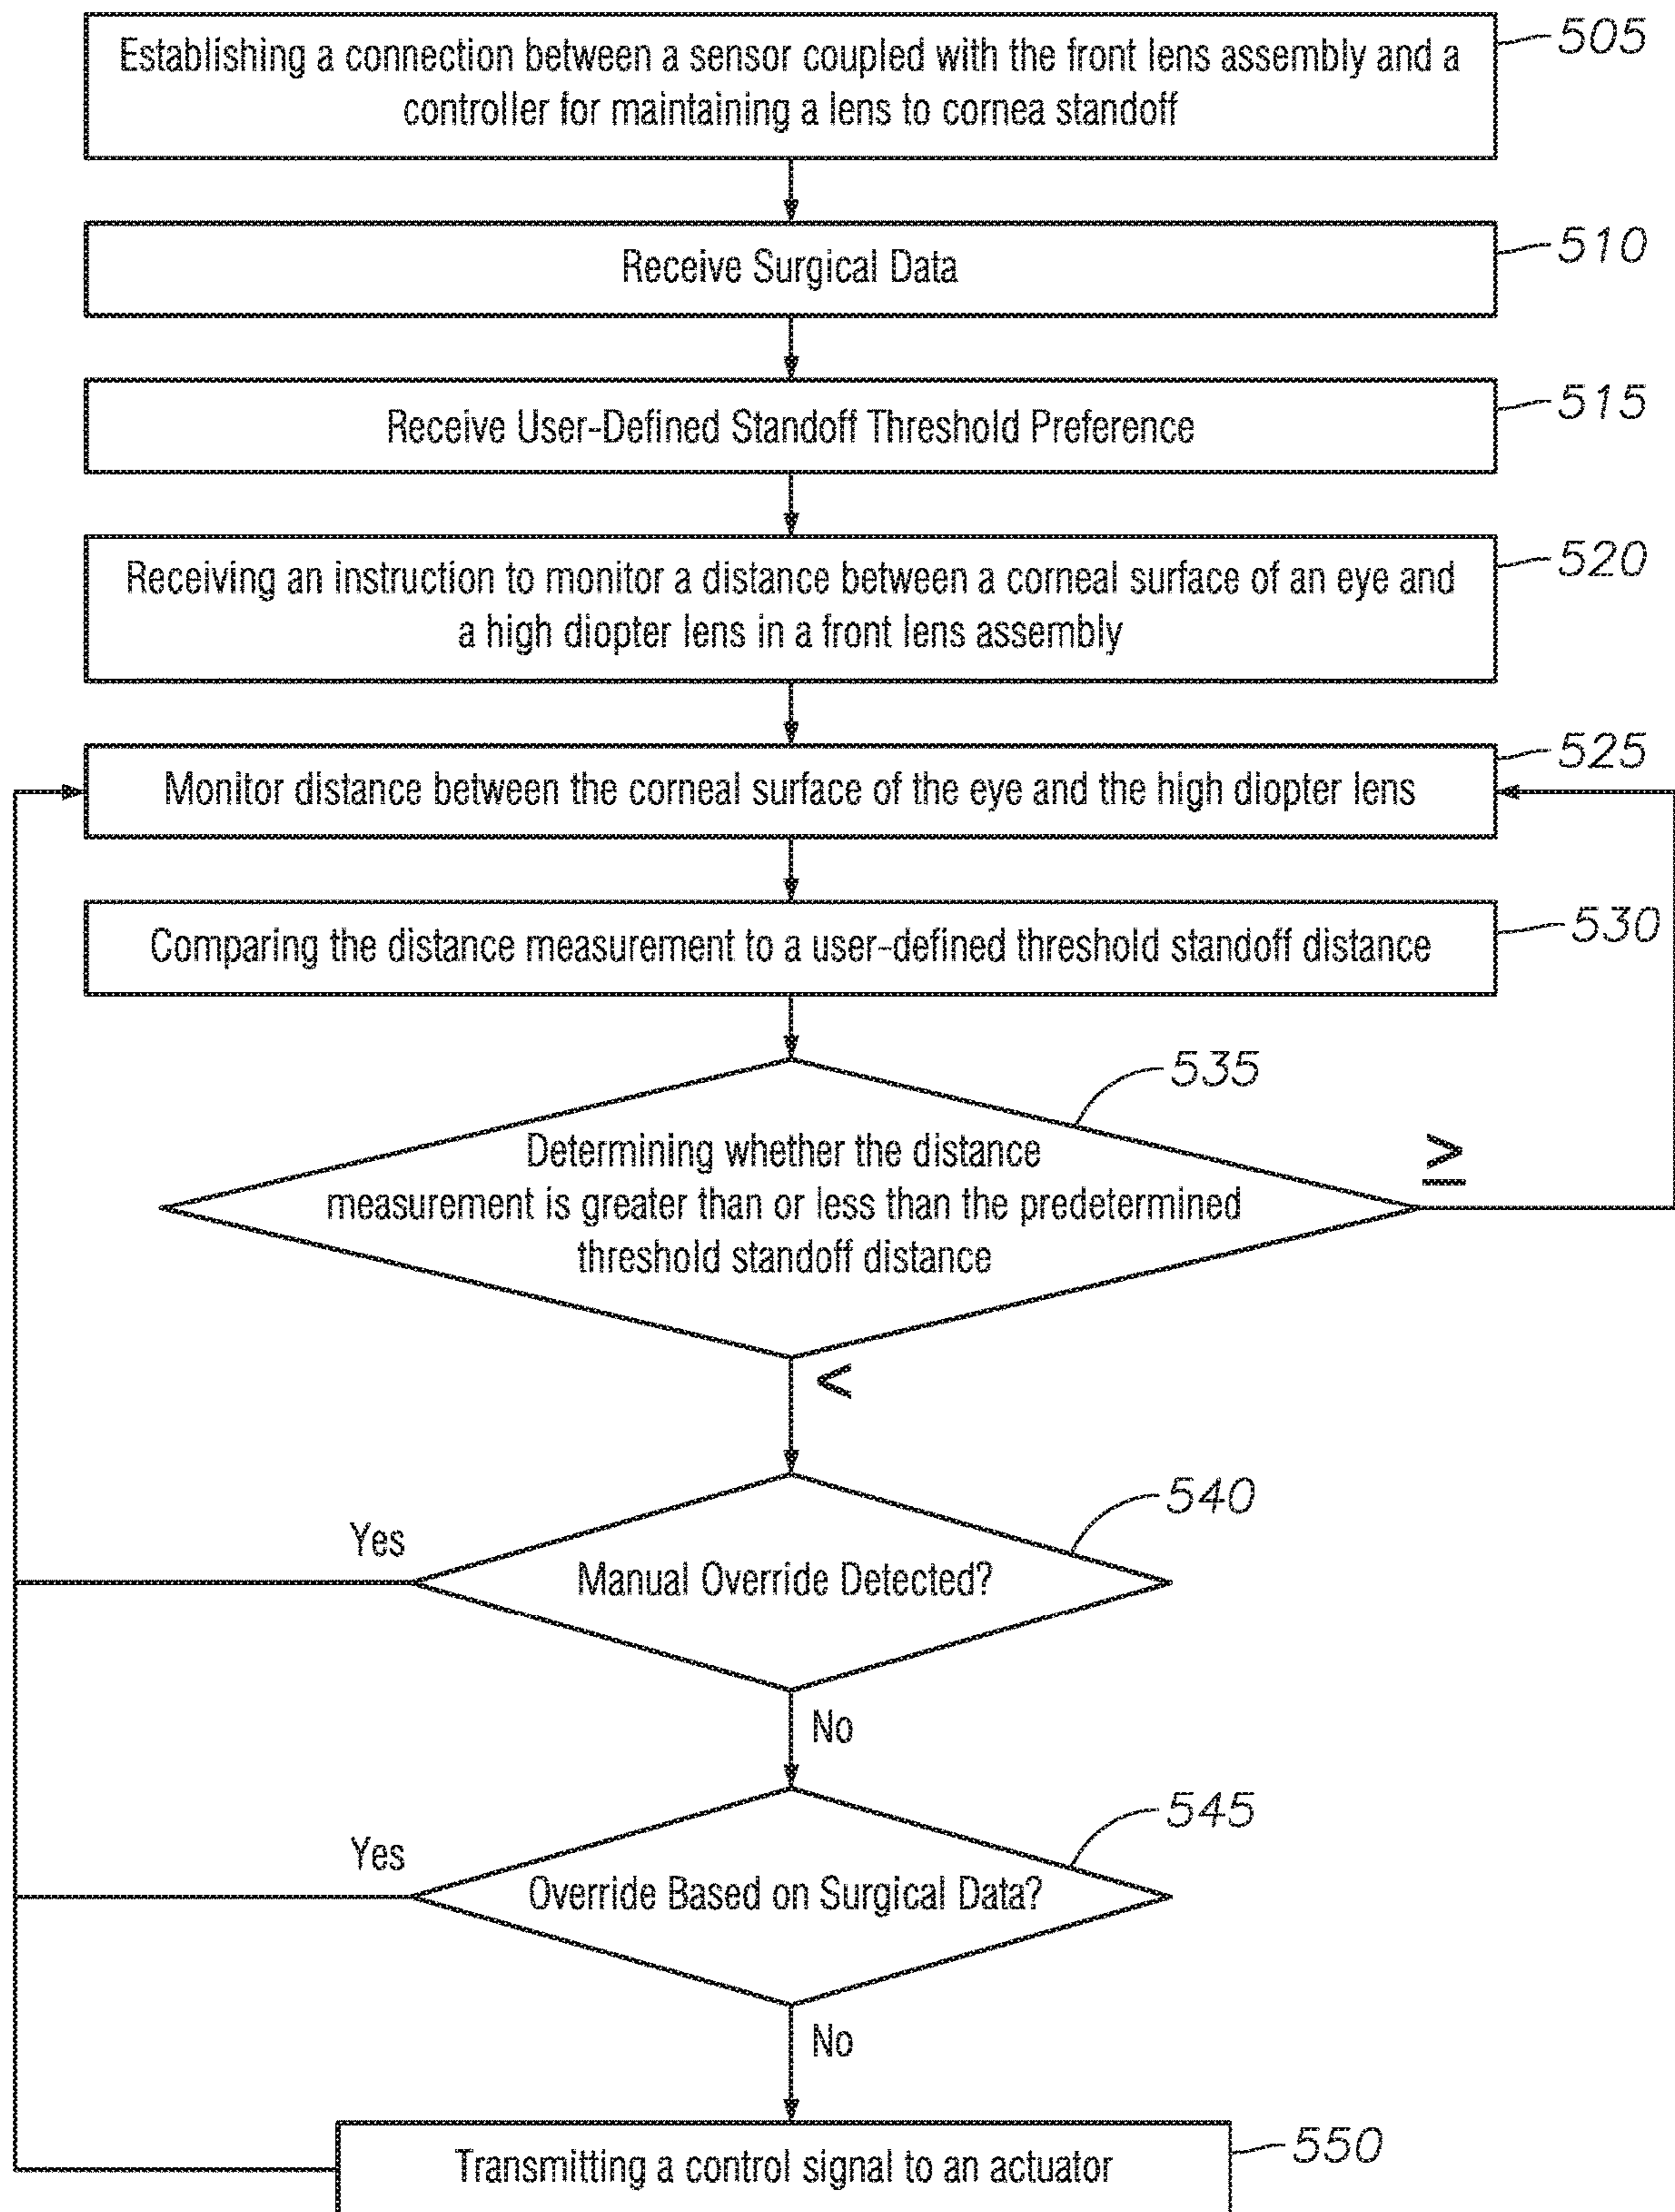 Establishing a connection between a sensor coupled with the front lens assembly and a
controller for maintaining a lens to cornea standoff
505
Receive Surgical Data
510
Receive User-Defined Standoff Threshold Preference
515
Receiving an instruction to monitor a distance between a corneal surface of an eye and
a high diopter lens in a front lens assembly
520
Monitor distance between the corneal surface of the eye and the high diopter lens
525
Comparing the distance measurement to a user-defined threshold standoff distance
530
535
Determining whether the distance
measurement is greater than or less than the predetermined
threshold standoff distance
≥
<
540
Yes
Manual Override Detected?
No
545
Yes
Override Based on Surgical Data?
No
Transmitting a control signal to an actuator
550